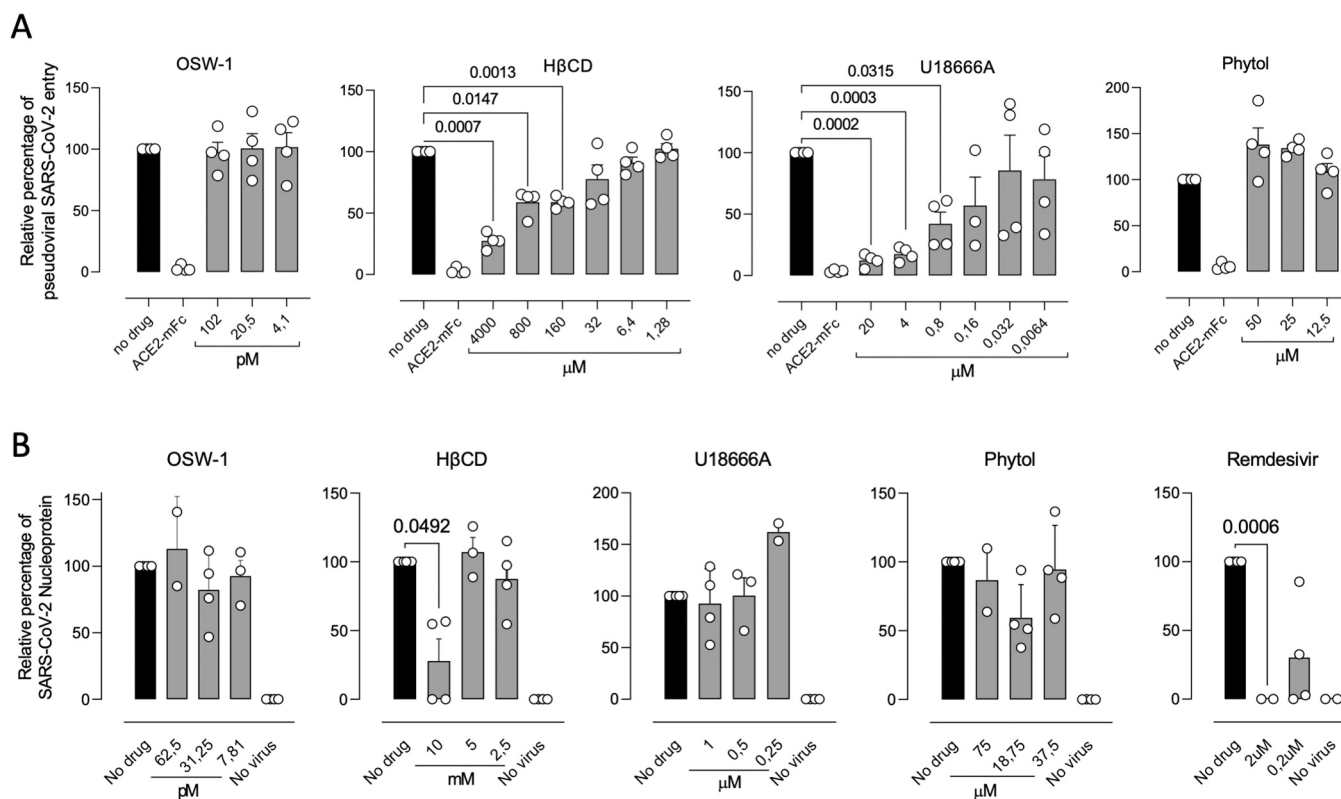 A
OSW-1
HβCD
U18666A
Phytol
Relative percentage of
pseudoviral SARS-CoV-2 entry
150
100
50
0
no drug
ACE2-mFc
102
20,5
4,1
pM
150
100
50
0
0.0013
0.0147
0.0007
no drug
ACE2-mFc
4000
800
160
32
6,4
1,28
μM
150
100
50
0
0.0315
0.0003
0.0002
no drug
ACE2-mFc
20
4
0,8
0,16
0,032
0,0064
μM
200
150
100
50
0
no drug
ACE2-mFc
50
25
12,5
μM
B
OSW-1
HβCD
U18666A
Phytol
Remdesivir
Relative percentage of
SARS-CoV-2 Nucleoprotein
150
100
50
0
No drug
62,5
31,25
7,81
No virus
pM
150
100
50
0
0.0492
No drug
10
5
2,5
No virus
mM
200
150
100
50
0
No drug
1
0,5
0,25
No virus
μM
150
100
50
0
No drug
75
18,75
37,5
No virus
μM
150
100
50
0
0.0006
No drug
2uM
0,2uM
No virus